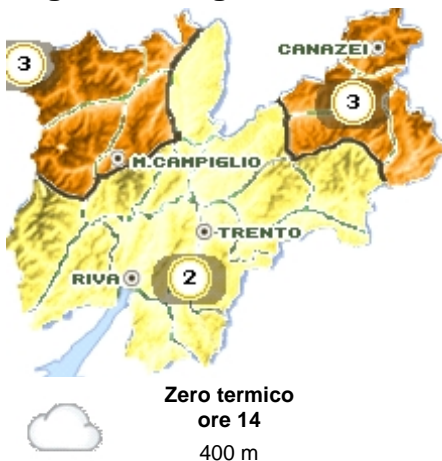 CANAZEI
3
3
M.CAMPIGLIO
TRENTO
RIVA
2
Zero termico
ore 14
400 m